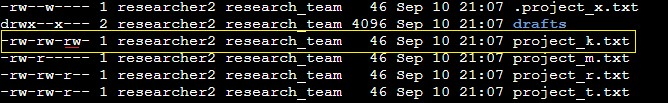 -rw--w---- 1 researcher2 research_team   46 Sep 10 21:07 .project_x.txt
drwx--x--- 2 researcher2 research_team 4096 Sep 10 21:07 drafts
-rw-rw-rw- 1 researcher2 research_team   46 Sep 10 21:07 project_k.txt
-rw-r----- 1 researcher2 research_team   46 Sep 10 21:07 project_m.txt
-rw-rw-r-- 1 researcher2 research_team   46 Sep 10 21:07 project_r.txt
-rw-rw-r-- 1 researcher2 research_team   46 Sep 10 21:07 project_t.txt